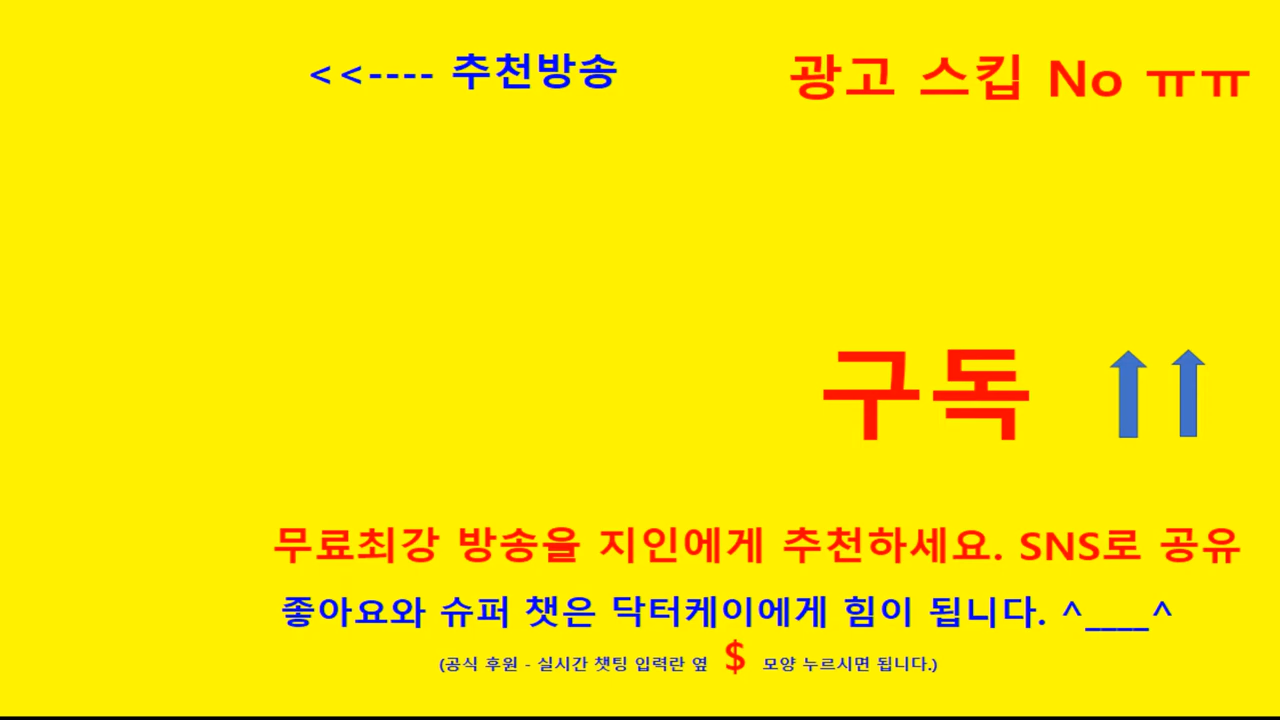 <<---- 추천방송
광고 스킵 No ㅠㅠ
구독
무료최강 방송을 지인에게 추천하세요. SNS로 공유
좋아요와 슈퍼 챗은 닥터케이에게 힘이 됩니다. ^____^
(공식 후원 - 실시간 챗팅 입력란 옆 $ 모양 누르시면 됩니다.)